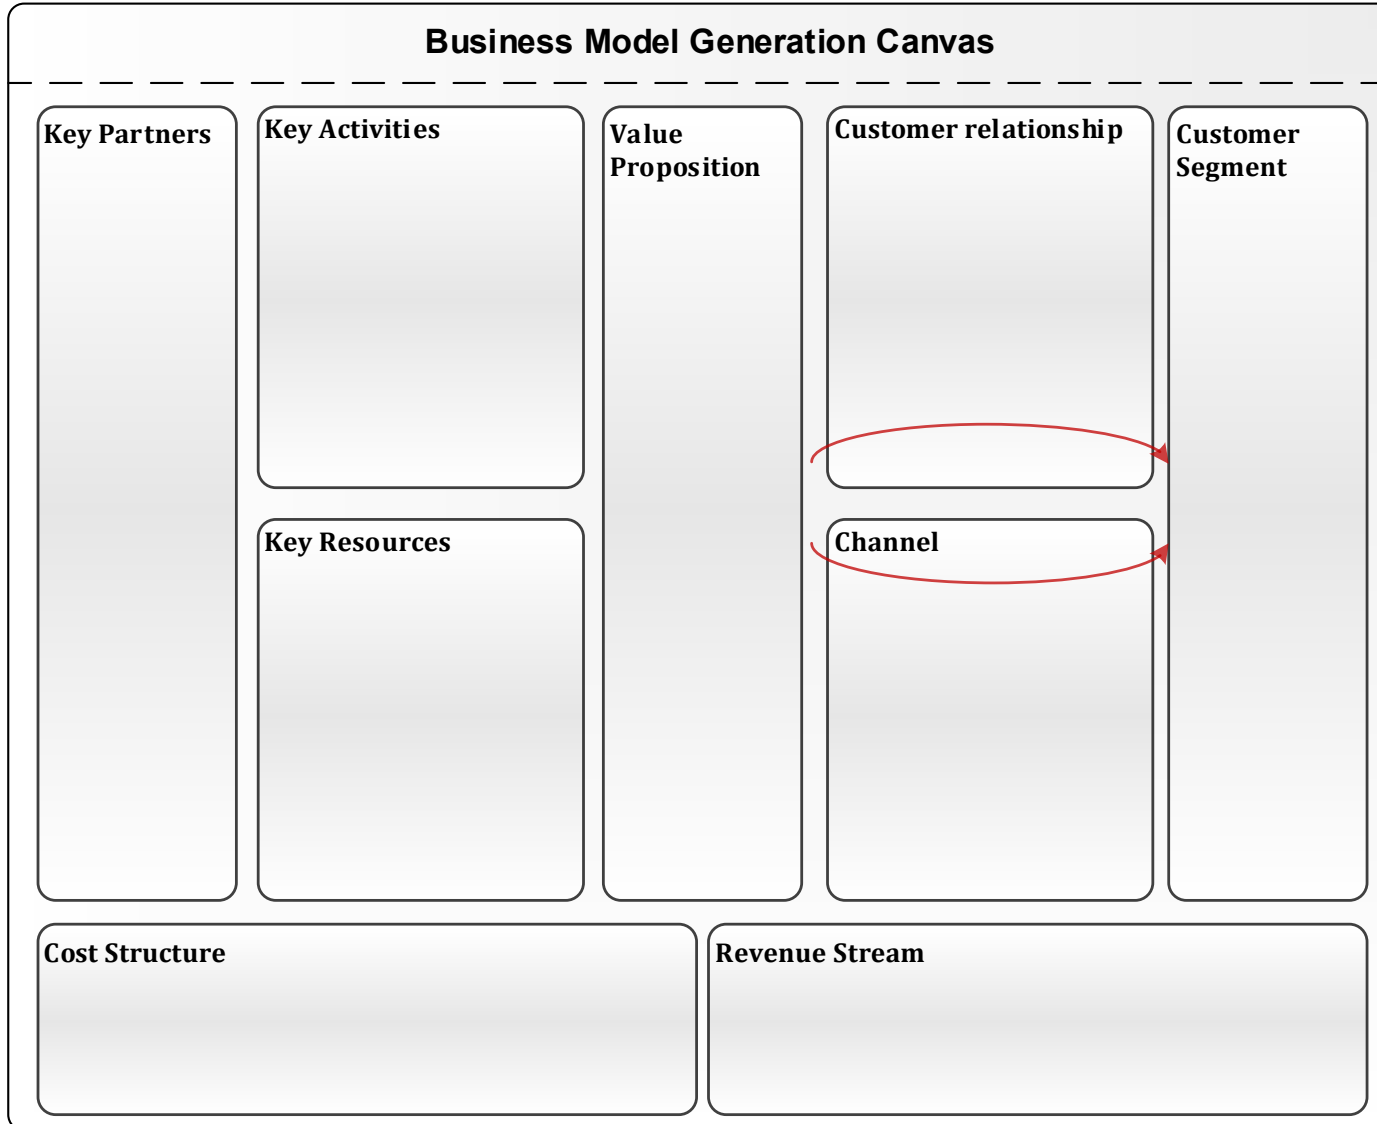 Business Model Generation Canvas
Key Partners
Key Activities
Value
Proposition
Customer relationship
Customer
Segment
Key Resources
Channel
Cost Structure
Revenue Stream